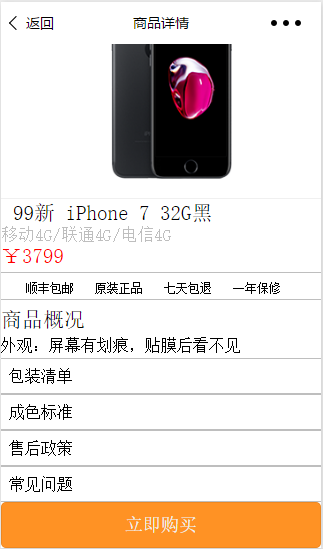 返回 商品详情
99新 iPhone 7 32G黑
移动4G/联通4G/电信4G
￥3799
顺丰包邮 原装正品 七天包退 一年保修
商品概况
外观：屏幕有划痕，贴膜后看不见
包装清单
成色标准
售后政策
常见问题
立即购买